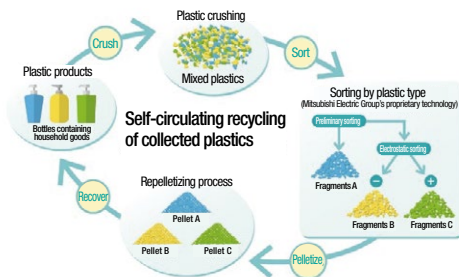 Plastic crushing
Mixed plastics
Crush
Sort
Plastic products
Bottles containing
household goods
Self-circulating recycling
of collected plastics
Sorting by plastic type
(Mitsubishi Electric Group's proprietary technology)
Preliminary sorting
Electrostatic sorting
Fragments A
−
+
Fragments B
Fragments C
Repelletizing process
Pellet A
Pellet B
Pellet C
Recover
Pelletize